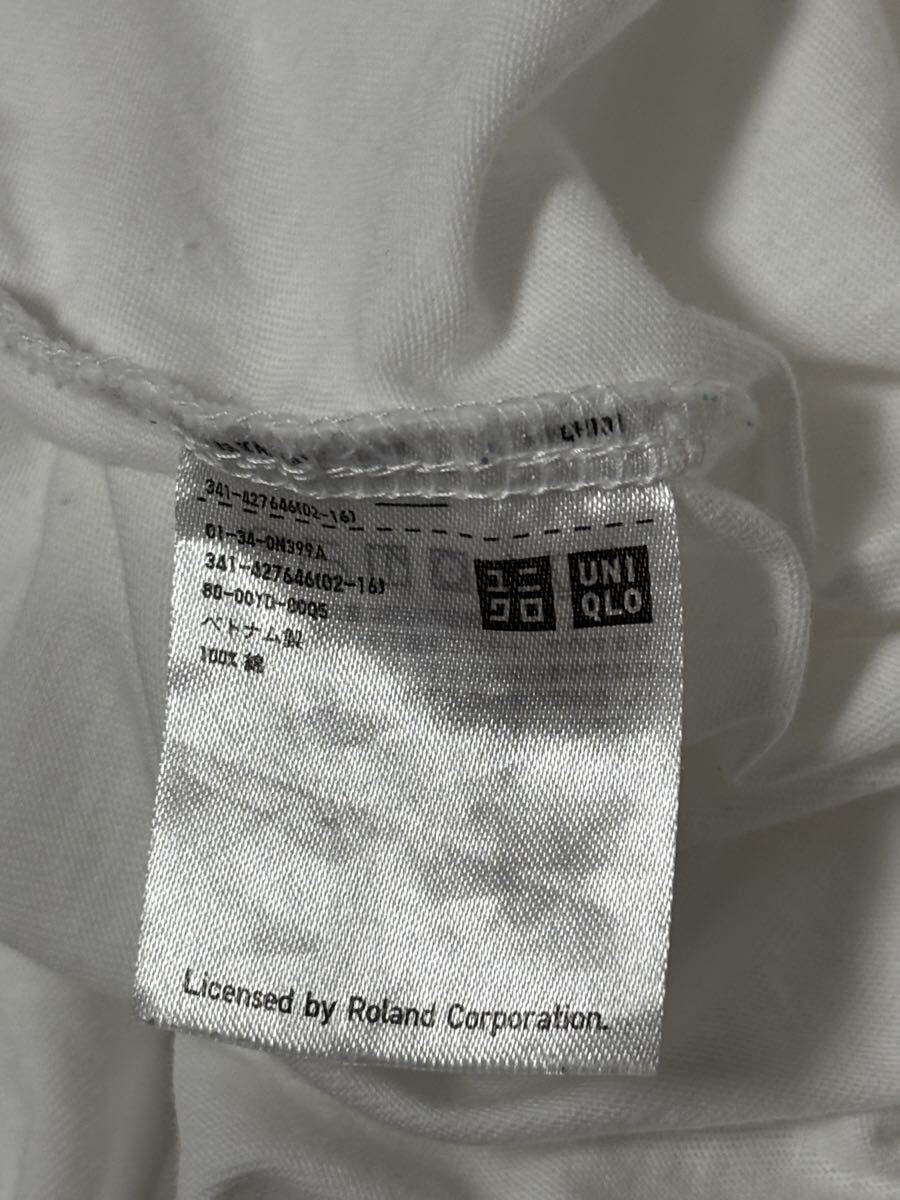 341-427646(02-16)
01-34-0N399A
341-427646(02-16)
80-00YD-00Q5
ベトナム製
100% 綿
ユニ
クロ
UNI
QLO
Licensed by Roland Corporation.